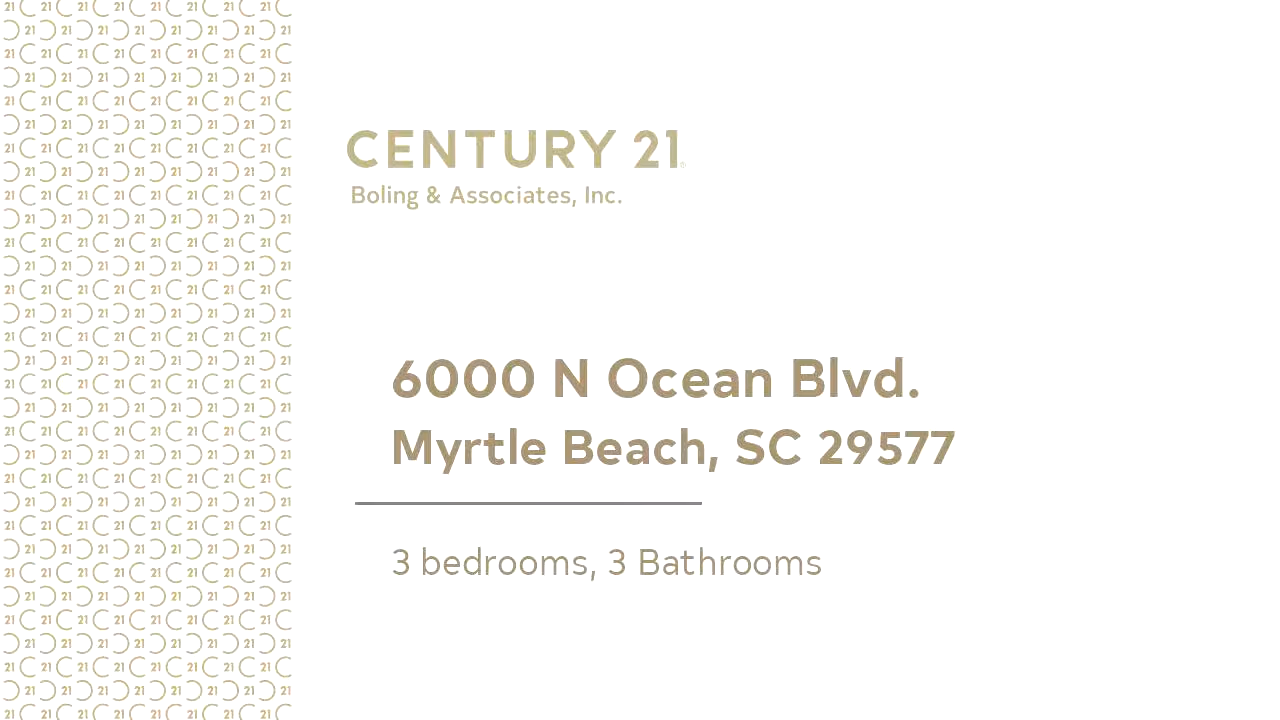 CENTURY 21
Boling & Associates, Inc.
6000 N Ocean Blvd.
Myrtle Beach, SC 29577
3 bedrooms, 3 Bathrooms